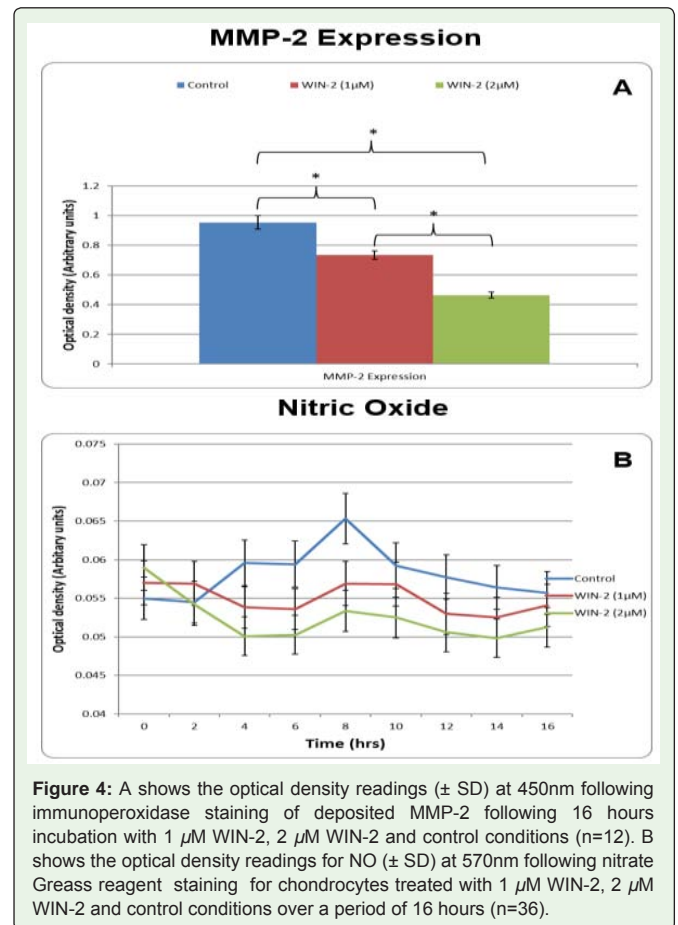 MMP-2 Expression
Control WIN-2 (1µM) WIN-2 (2µM)
A
*
*
*
Optical density (Arbitrary units)
1.2
1
0.8
0.6
0.4
0.2
0
MMP-2 Expression
Nitric Oxide
B
Optical density (Arbitary units)
0.075
0.07
0.065
0.06
0.055
0.05
0.045
0.04
Control
WIN-2 (1µM)
WIN-2 (2µM)
0 2 4 6 8 10 12 14 16
Time (hrs)
Figure 4: A shows the optical density readings (± SD) at 450nm following
immunoperoxidase staining of deposited MMP-2 following 16 hours
incubation with 1 µM WIN-2, 2 µM WIN-2 and control conditions (n=12). B
shows the optical density readings for NO (± SD) at 570nm following nitrate
Greass reagent staining for chondrocytes treated with 1 µM WIN-2, 2 µM
WIN-2 and control conditions over a period of 16 hours (n=36).